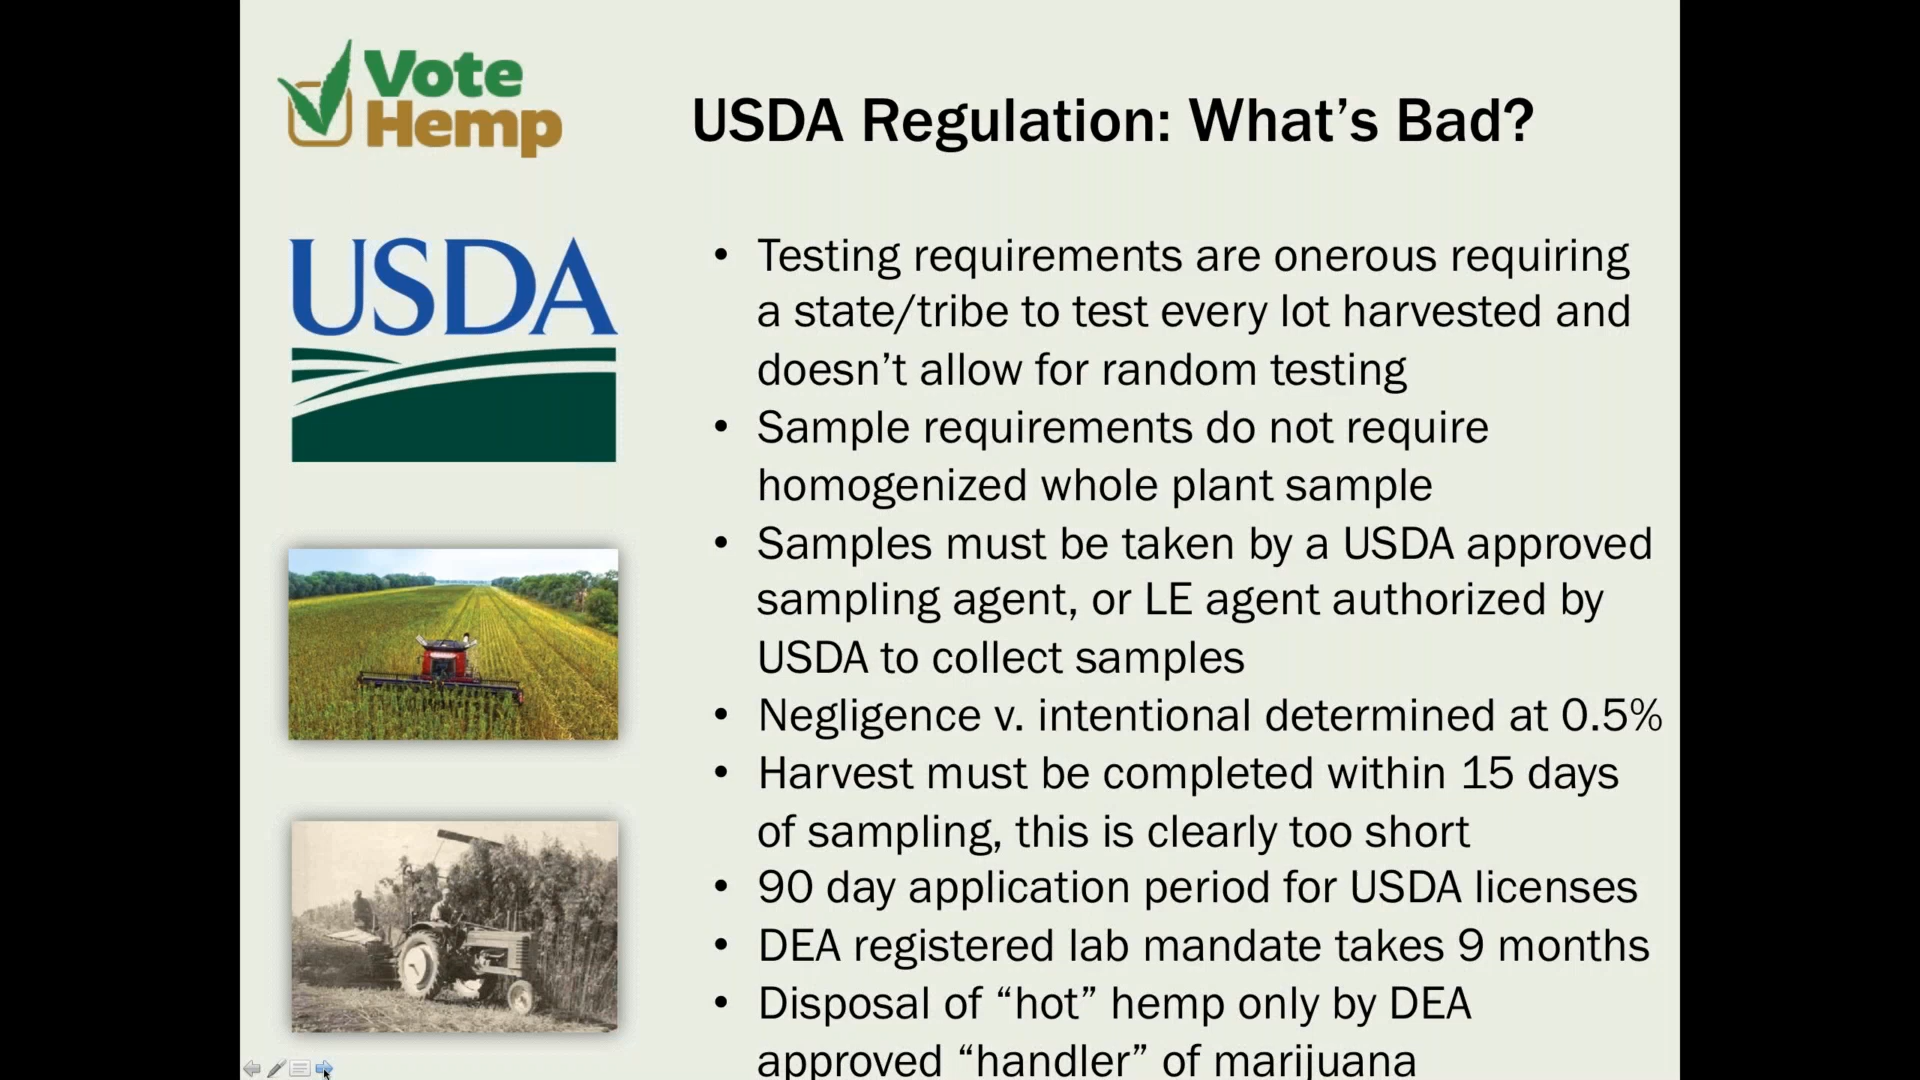 Vote
Hemp
USDA Regulation: What’s Bad?
USDA
• Testing requirements are onerous requiring
a state/tribe to test every lot harvested and
doesn’t allow for random testing
• Sample requirements do not require
homogenized whole plant sample
• Samples must be taken by a USDA approved
sampling agent, or LE agent authorized by
USDA to collect samples
• Negligence v. intentional determined at 0.5%
• Harvest must be completed within 15 days
of sampling, this is clearly too short
• 90 day application period for USDA licenses
• DEA registered lab mandate takes 9 months
• Disposal of “hot” hemp only by DEA
approved “handler” of marijuana